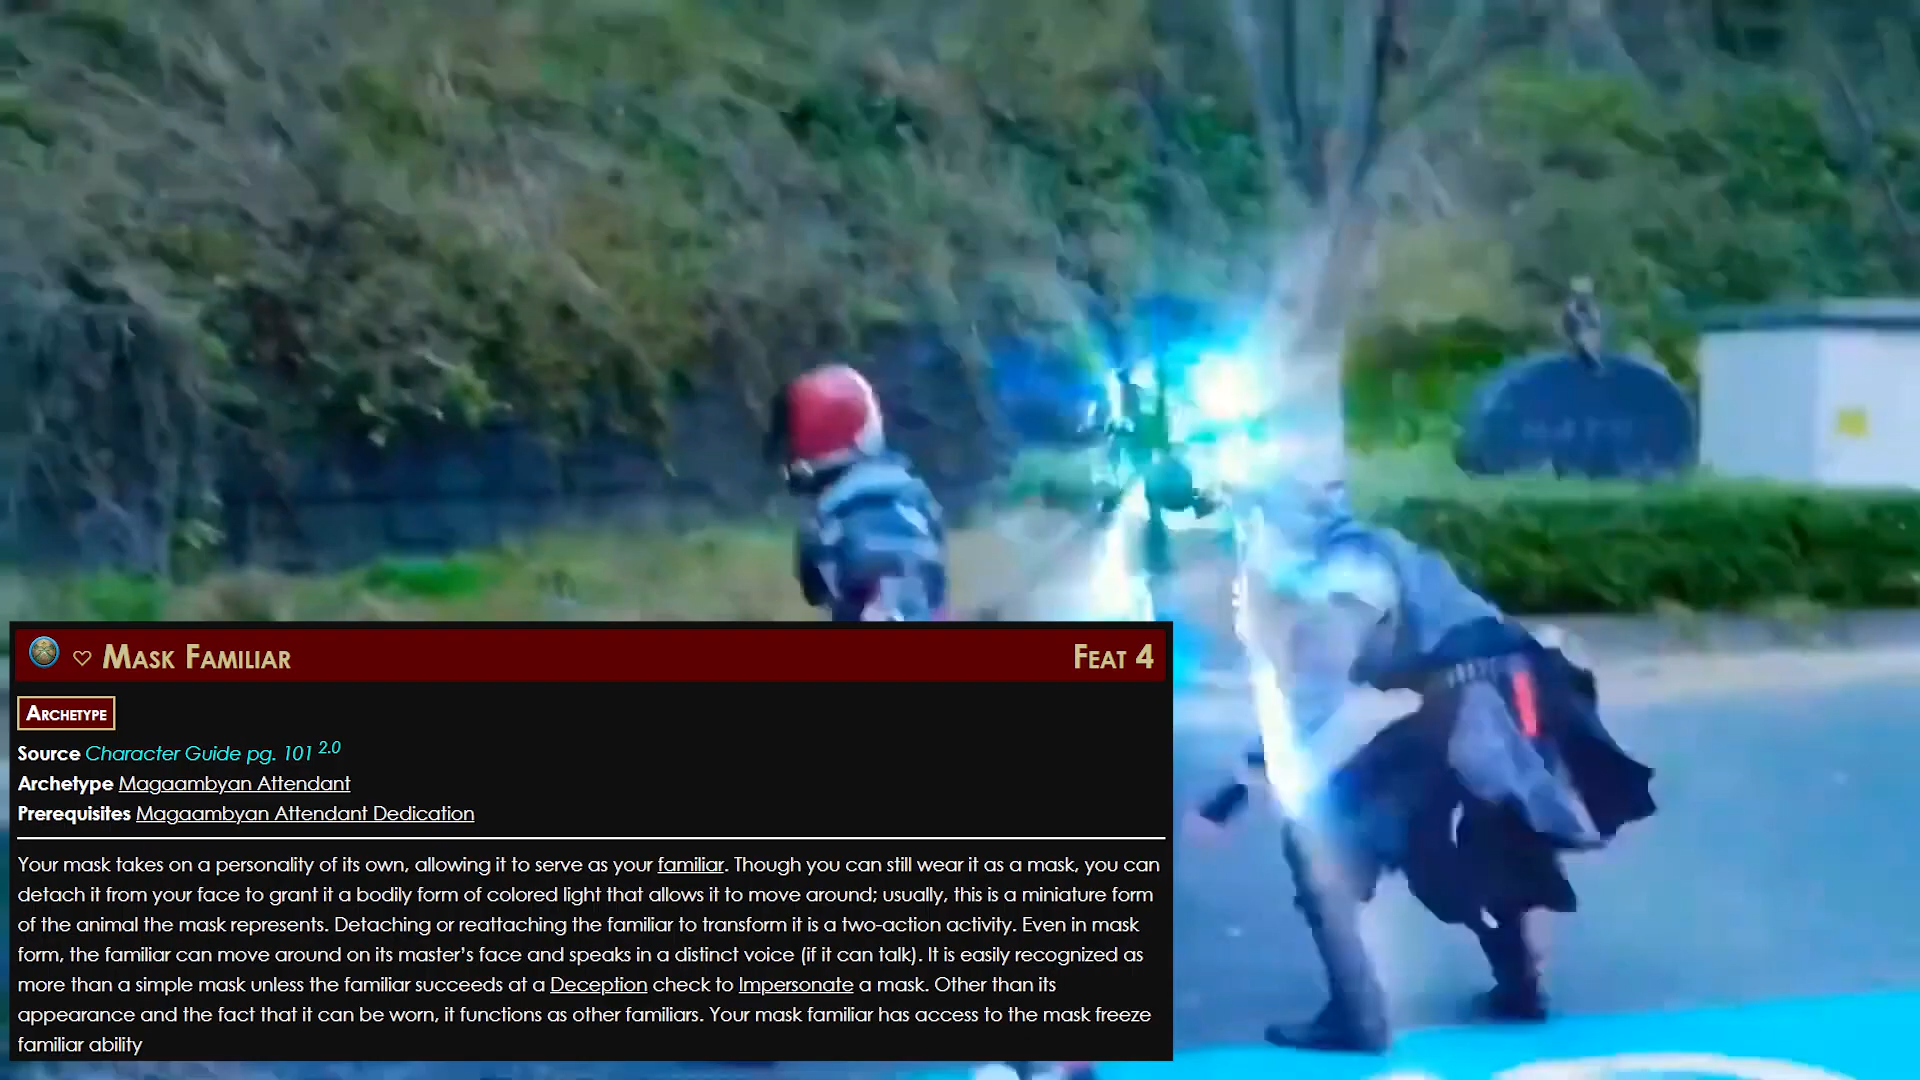 Mask Familiar Feat 4
Archetype
Source Character Guide pg. 101 2.0
Archetype Magaambyan Attendant
Prerequisites Magaambyan Attendant Dedication
Your mask takes on a personality of its own, allowing it to serve as your familiar. Though you can still wear it as a mask, you can
detach it from your face to grant it a bodily form of colored light that allows it to move around; usually, this is a miniature form
of the animal the mask represents. Detaching or reattaching the familiar to transform it is a two-action activity. Even in mask
form, the familiar can move around on its master’s face and speaks in a distinct voice (if it can talk). It is easily recognized as
more than a simple mask unless the familiar succeeds at a Deception check to Impersonate a mask. Other than its
appearance and the fact that it can be worn, it functions as other familiars. Your mask familiar has access to the mask freeze
familiar ability